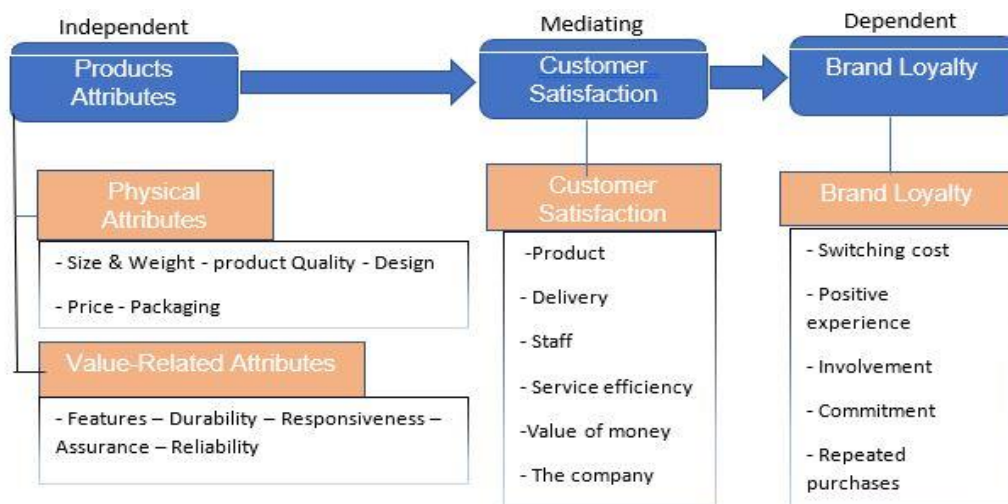 Independent
Mediating
Dependent
Products
Attributes
Customer
Satisfaction
Brand Loyalty
Physical
Attributes
- Size & Weight - product Quality - Design
- Price - Packaging
Value-Related Attributes
- Features – Durability – Responsiveness –
Assurance – Reliability
Customer
Satisfaction
-Product
- Delivery
- Staff
- Service efficiency
-Value of money
- The company
Brand Loyalty
- Switching cost
- Positive
experience
- Involvement
- Commitment
- Repeated
purchases